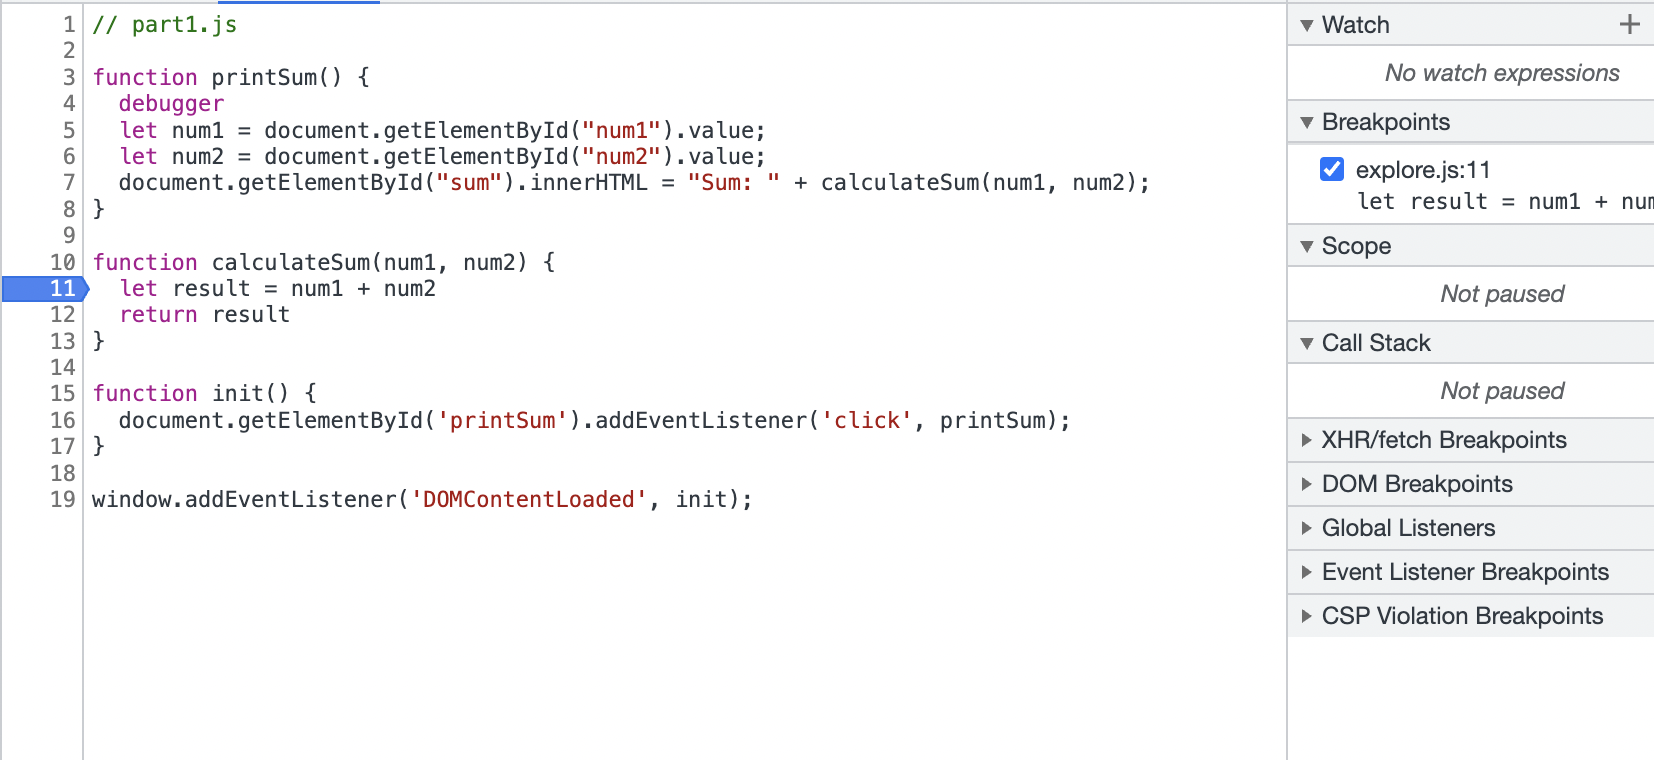 1 // part1.js
2
3 function printSum() {
4   debugger
5   let num1 = document.getElementById("num1").value;
6   let num2 = document.getElementById("num2").value;
7   document.getElementById("sum").innerHTML = "Sum: " + calculateSum(num1, num2);
8 }
9
10 function calculateSum(num1, num2) {
11   let result = num1 + num2
12   return result
13 }
14
15 function init() {
16   document.getElementById('printSum').addEventListener('click', printSum);
17 }
18
19 window.addEventListener('DOMContentLoaded', init);
Watch
No watch expressions
Breakpoints
explore.js:11
let result = num1 + num
Scope
Not paused
Call Stack
Not paused
XHR/fetch Breakpoints
DOM Breakpoints
Global Listeners
Event Listener Breakpoints
CSP Violation Breakpoints